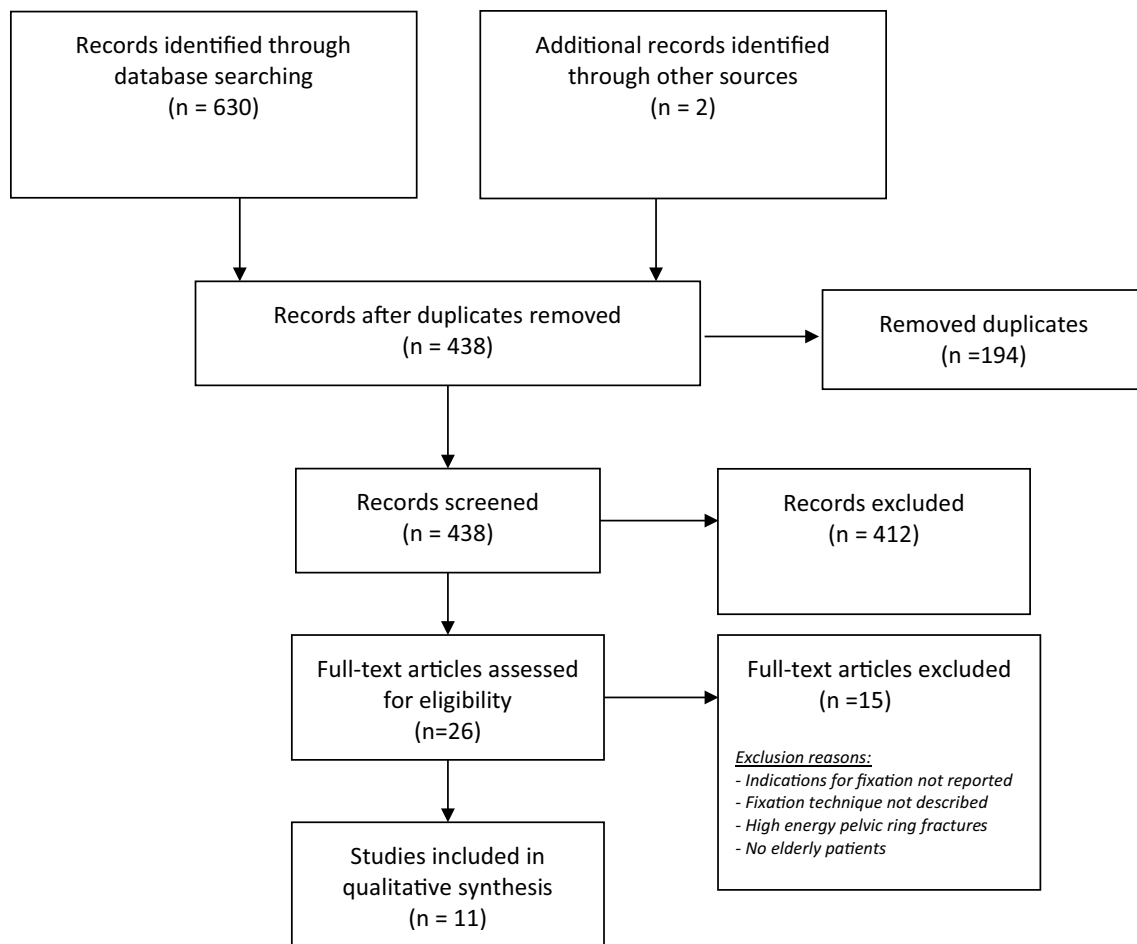 Records identified through
database searching
(n = 630)
Additional records identified
through other sources
(n = 2)
Records after duplicates removed
(n = 438)
Removed duplicates
(n =194)
Records screened
(n = 438)
Records excluded
(n = 412)
Full-text articles assessed
for eligibility
(n=26)
Full-text articles excluded
(n =15)
Exclusion reasons:
- Indications for fixation not reported
- Fixation technique not described
- High energy pelvic ring fractures
- No elderly patients
Studies included in
qualitative synthesis
(n = 11)